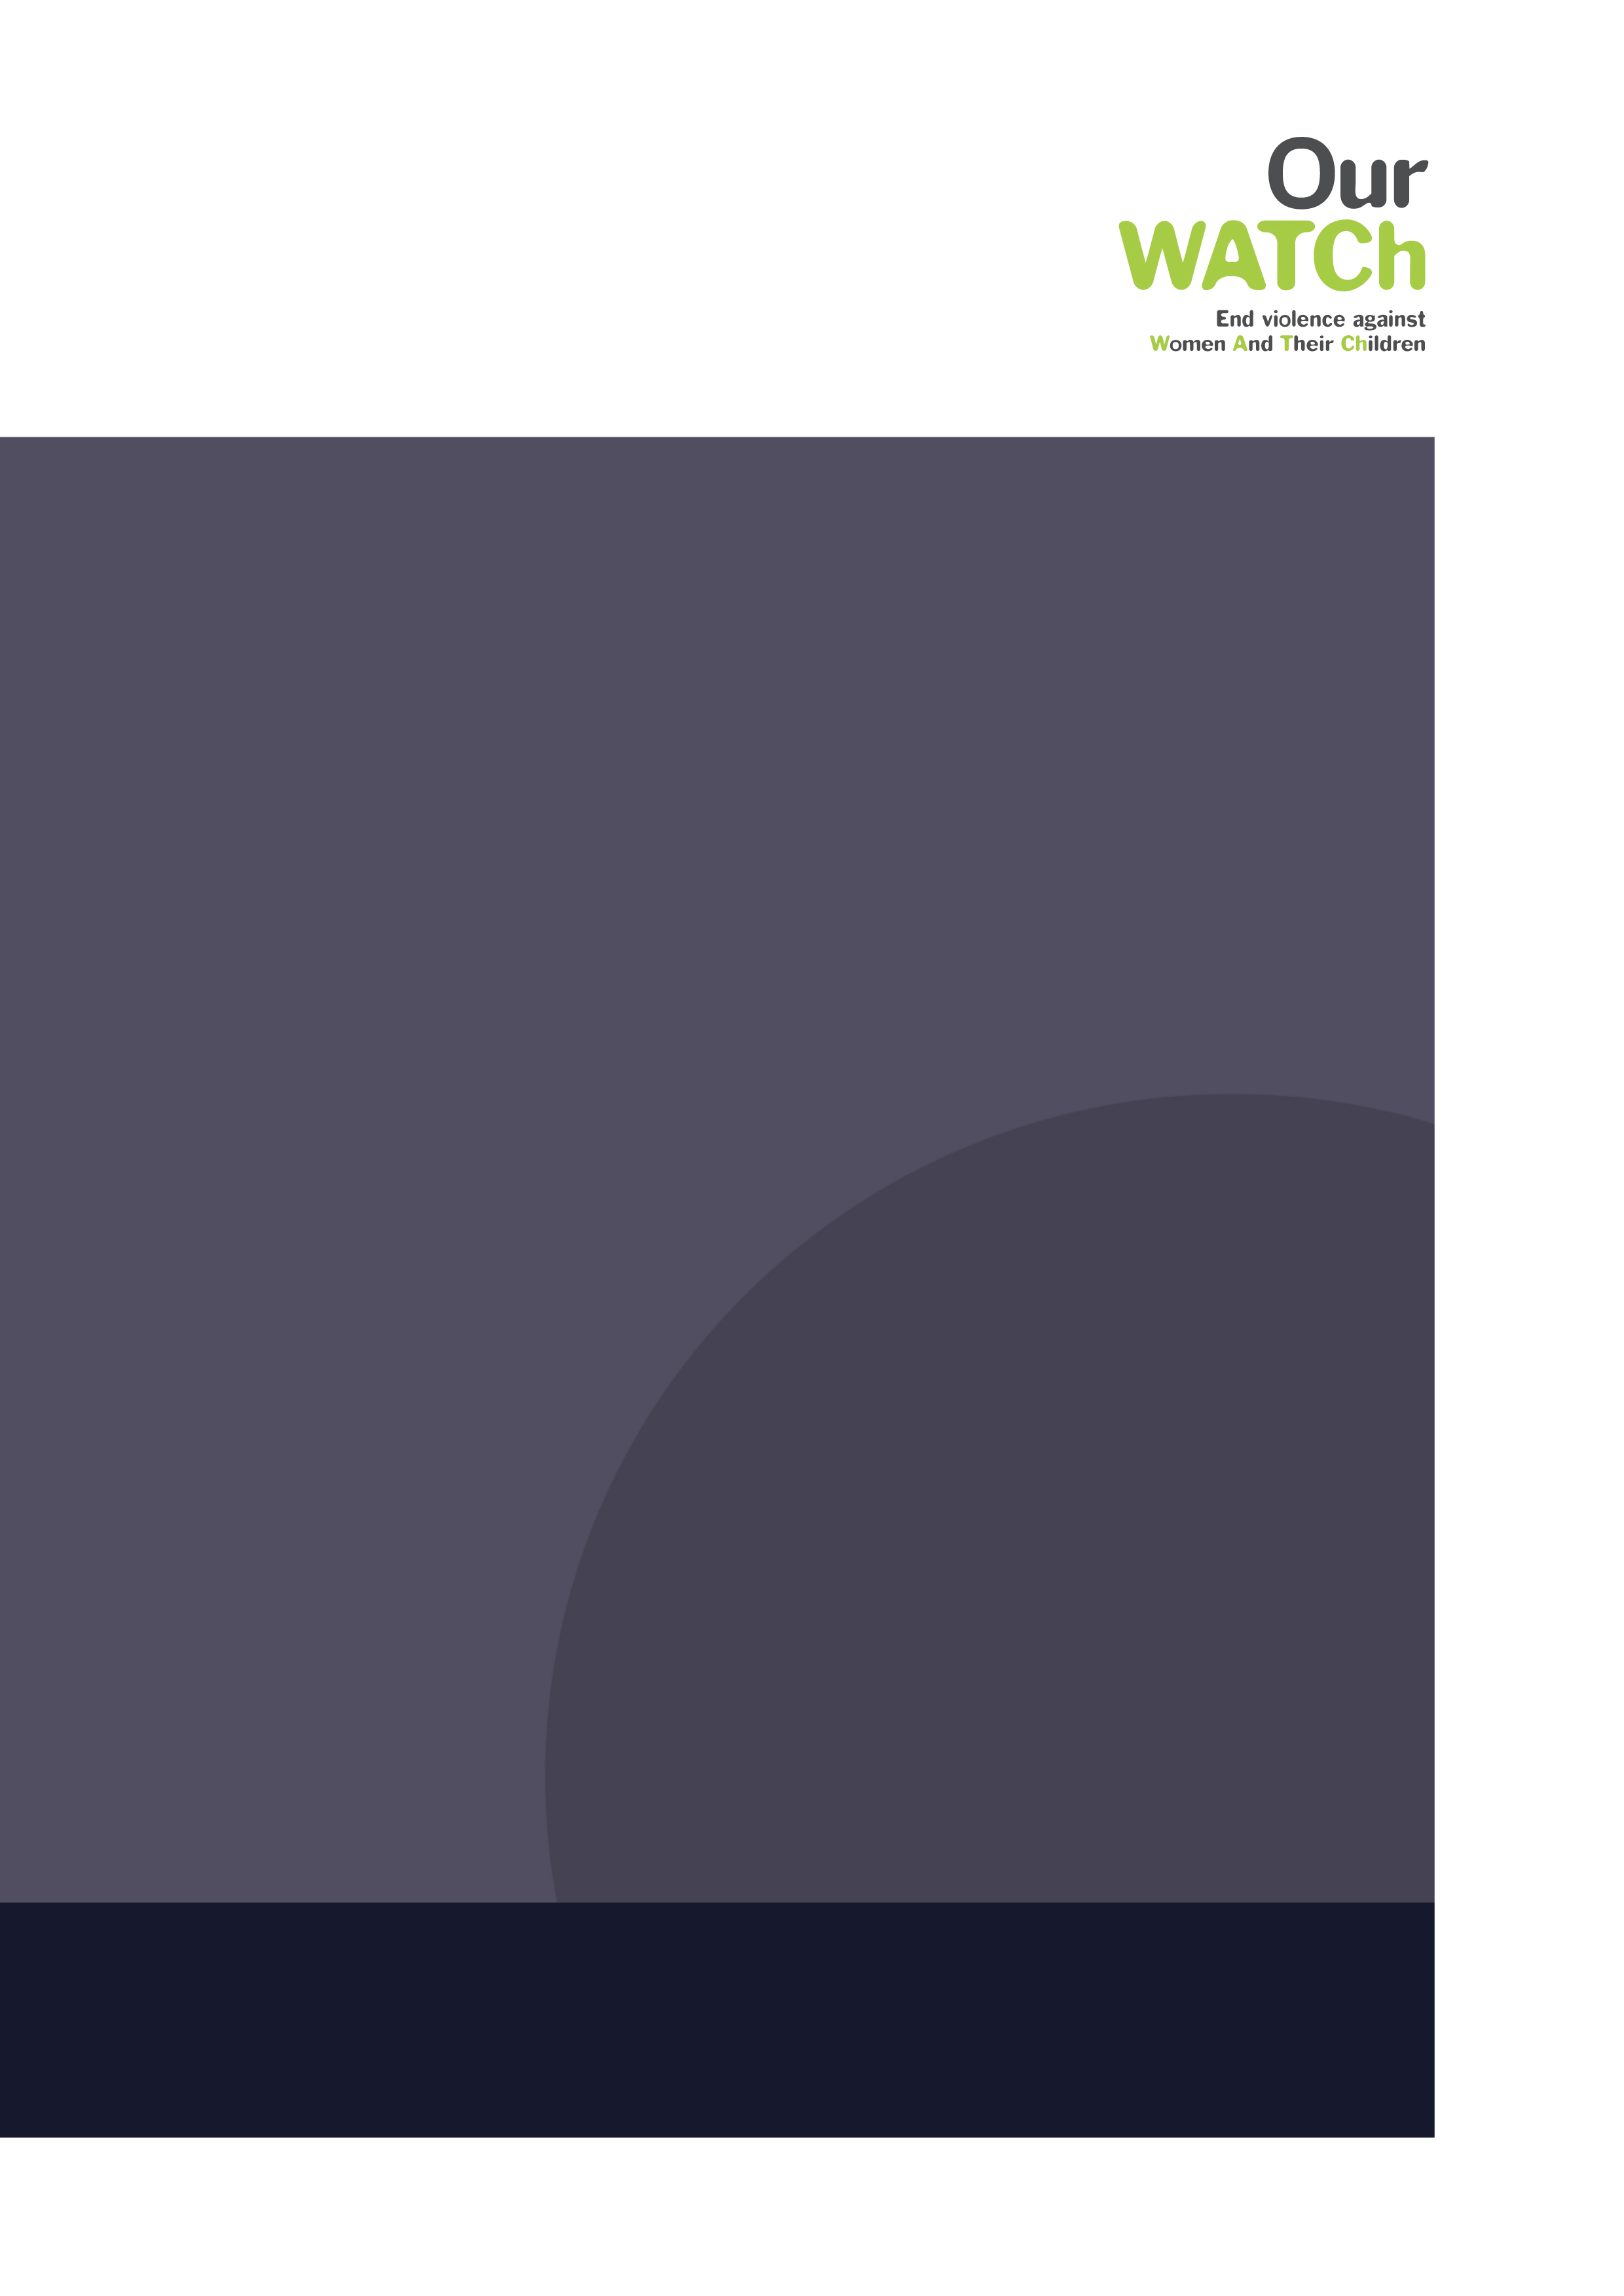 Our
WATCh
End violence against
Women And Their Children